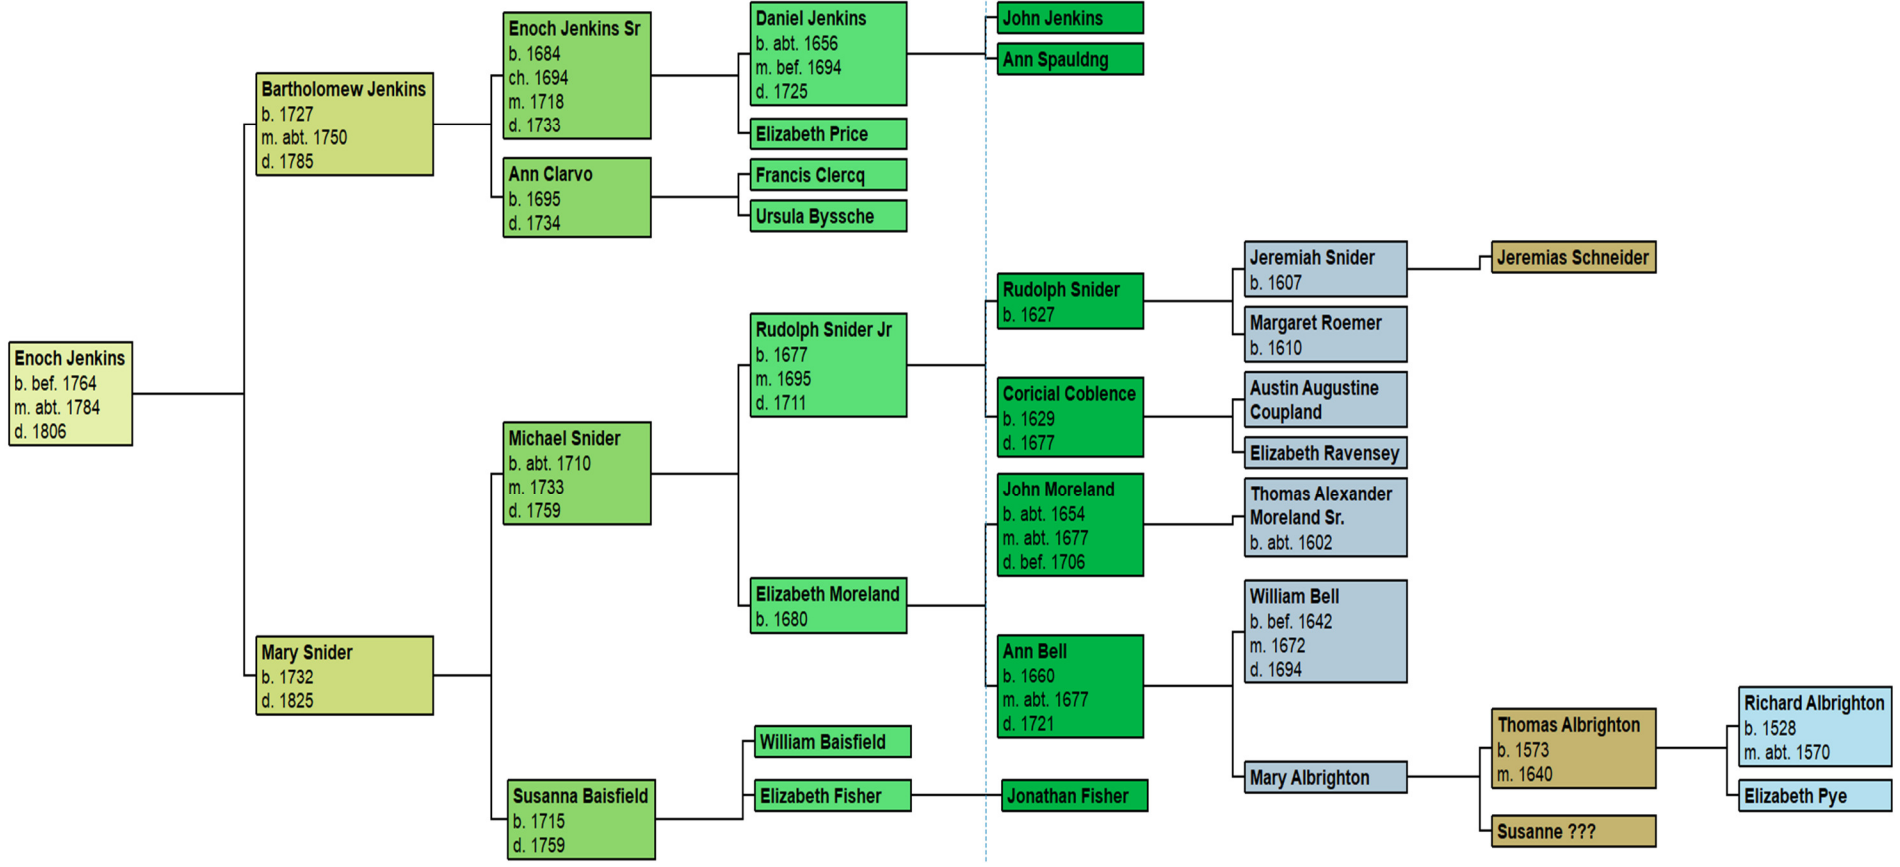 Enoch Jenkins
b. bef. 1764
m. abt. 1784
d. 1806
Bartholomew Jenkins
b. 1727
m. abt. 1750
d. 1785
Mary Snider
b. 1732
d. 1825
Enoch Jenkins Sr
b. 1684
ch. 1694
m. 1718
d. 1733
Ann Clarvo
b. 1695
d. 1734
Michael Snider
b. abt. 1710
m. 1733
d. 1759
Susanna Baisfield
b. 1715
d. 1759
Daniel Jenkins
b. abt. 1656
m. bef. 1694
d. 1725
Elizabeth Price
Francis Clercq
Ursula Byssche
Rudolph Snider Jr
b. 1677
m. 1695
d. 1711
Elizabeth Moreland
b. 1680
William Baisfield
Elizabeth Fisher
John Jenkins
Ann Spauldng
Rudolph Snider
b. 1627
Coricial Coblence
b. 1629
d. 1677
John Moreland
b. abt. 1654
m. abt. 1677
d. bef. 1706
Ann Bell
b. 1660
m. abt. 1677
d. 1721
Jonathan Fisher
Jeremiah Snider
b. 1607
Margaret Roemer
b. 1610
Austin Augustine
Coupland
Elizabeth Ravensey
Thomas Alexander
Moreland Sr.
b. abt. 1602
William Bell
b. bef. 1642
m. 1672
d. 1694
Mary Albrighton
Jeremias Schneider
Thomas Albrighton
b. 1573
m. 1640
Susanne ???
Richard Albrighton
b. 1528
m. abt. 1570
Elizabeth Pye